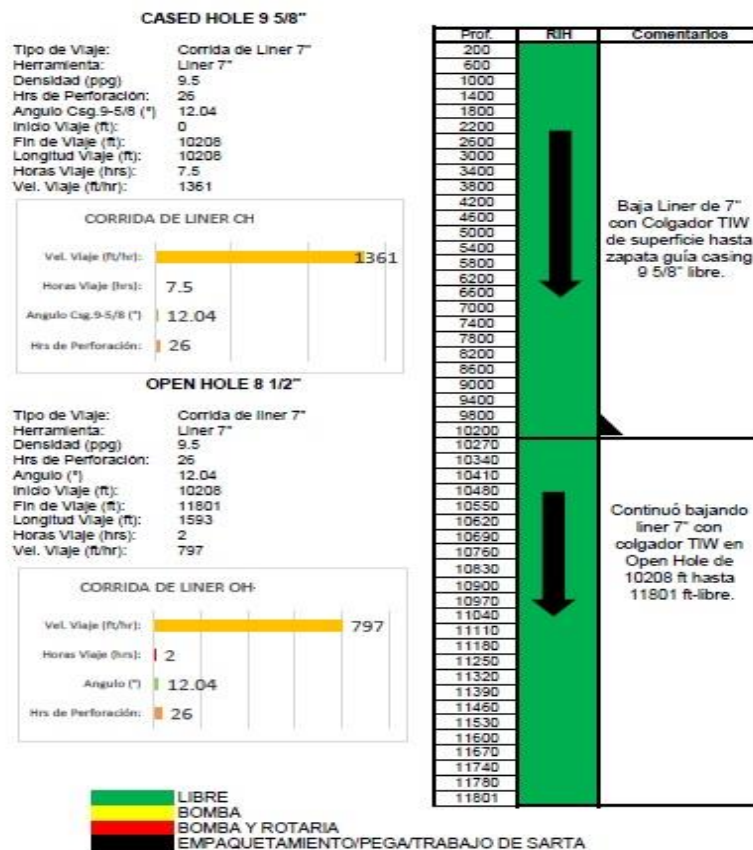 CASED HOLE 9 5/8"
Tipo de Viaje: Corrida de Liner 7"
Herramienta: Liner 7"
Densidad (ppg) 9.5
Hrs de Perforación: 26
Angulo Csg.9-5/8 (°) 12.04
Inicio Viaje (ft): 0
Fin de Viaje (ft): 10208
Longitud Viaje (ft): 10208
Horas Viaje (hrs): 7.5
Vel. Viaje (ft/hr): 1361
CORRIDA DE LINER CH
Vel. Viaje (ft/hr): 1361
Horas Viaje (hrs): 7.5
Angulo Csg.9-5/8 (°) 12.04
Hrs de Perforación: 26
OPEN HOLE 8 1/2"
Tipo de Viaje: Corrida de liner 7"
Herramienta: Liner 7"
Densidad (ppg) 9.5
Hrs de Perforación: 26
Angulo (°) 12.04
Inicio Viaje (ft): 10208
Fin de Viaje (ft): 11801
Longitud Viaje (ft): 1593
Horas Viaje (hrs): 2
Vel. Viaje (ft/hr): 797
CORRIDA DE LINER OH-
Vel. Viaje (ft/hr): 797
Horas Viaje (hrs): 2
Angulo (°) 12.04
Hrs de Perforación: 26
Prof. RIH Comentarios
200
600
1000
1400
1800
2200
2600
3000
3400
3800
4200
4600
5000
5400
5800
6200
6600
7000
7400
7800
8200
8600
9000
9400
9800
10200
Baja Liner de 7"
con Colgador TIW
de superficie hasta
zapata guía casing
9 5/8" libre.
10270
10340
10410
10480
10550
10620
10690
10760
10830
10900
10970
11040
11110
11180
11250
11320
11390
11460
11530
11600
11670
11740
11780
11801
Continuó bajando
liner 7" con
colgador TIW en
Open Hole de
10208 ft hasta
11801 ft-libre.
LIBRE
BOMBA
BOMBA Y ROTARIA
EMPAQUETAMIENTO/PEGA/TRABAJO DE SARTA